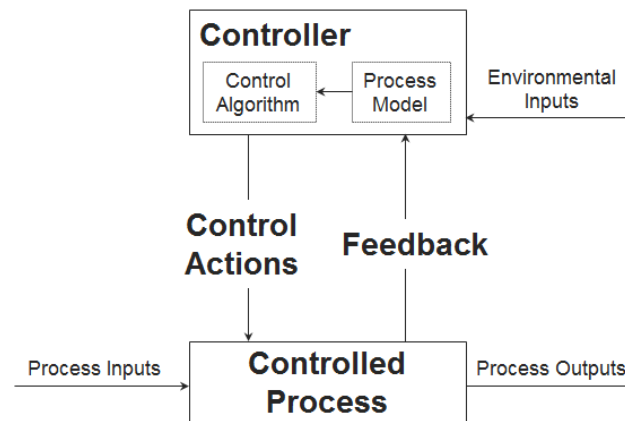 Controller
Control
Algorithm
Process
Model
Environmental
Inputs
Control
Actions
Feedback
Process Inputs
Controlled
Process
Process Outputs